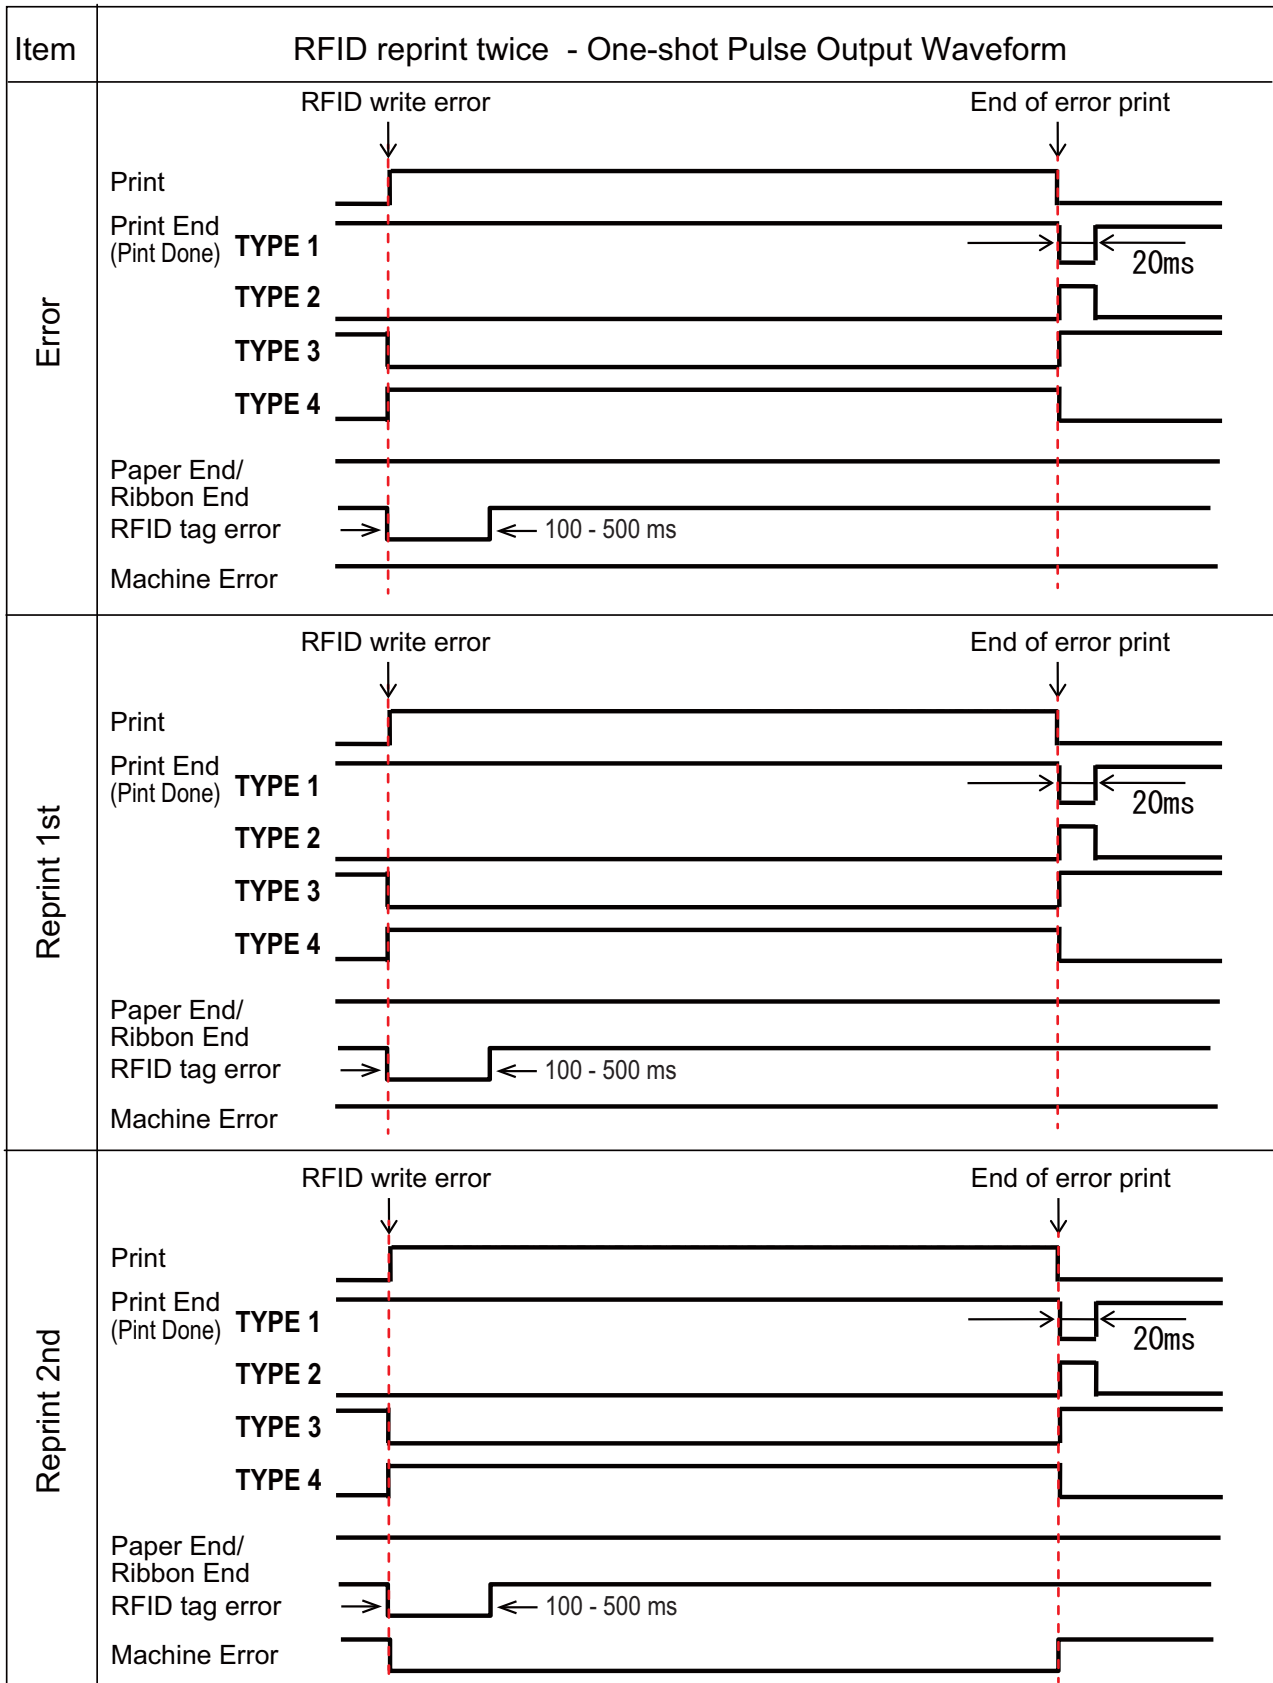 Item
RFID reprint twice - One-shot Pulse Output Waveform
Error
RFID write error
End of error print
Print
Print End
(Pint Done)
TYPE 1
20ms
TYPE 2
TYPE 3
TYPE 4
Paper End/
Ribbon End
RFID tag error
100 - 500 ms
Machine Error
Reprint 1st
RFID write error
End of error print
Print
Print End
(Pint Done)
TYPE 1
20ms
TYPE 2
TYPE 3
TYPE 4
Paper End/
Ribbon End
RFID tag error
100 - 500 ms
Machine Error
Reprint 2nd
RFID write error
End of error print
Print
Print End
(Pint Done)
TYPE 1
20ms
TYPE 2
TYPE 3
TYPE 4
Paper End/
Ribbon End
RFID tag error
100 - 500 ms
Machine Error